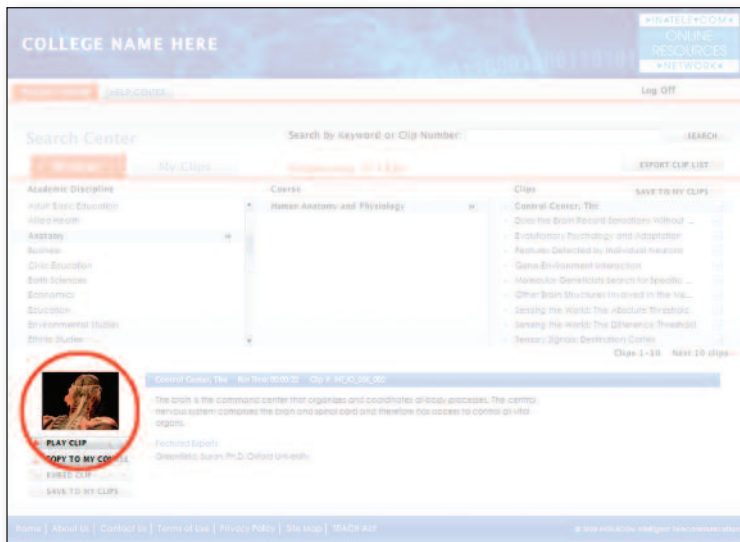 COLLEGE NAME HERE
INATELECOM
ONLINE
RESOURCES
NETWORK
HELP CENTER
Log Off
Search Center
Search by Keyword or Clip Number:
SEARCH
My Clips
EXPORT CLIP LIST
Academic Discipline
Course
Clips
SAVE TO MY CLIPS
Adult Basic Education
Human Anatomy and Physiology
Control Center, The
Allied Health
Does the Brain Record Sensations Without ...
Anatomy
Evolutionary Psychology and Adaptation
Business
Features Detected by Individual Neurons
Civic Education
Gene-Environment Interaction
Earth Sciences
Molecular Geneticists Search for Specific ...
Economics
Other Brain Structures Involved in the Me...
Education
Sensing the World: The Absolute Threshold
Environmental Studies
Sensing the World: The Difference Threshold
Ethnic Studies
Sensory Signals: Destination Cortex
Clips 1-10 Next 10 clips
Control Center, The Run Time: 00:00:22 Clip #:
The brain is the command center that organizes and coordinates all body processes. The central
nervous system comprises the brain and spinal cord and therefore has access to control all vital
organs.
Featured Experts
Greenfield, Susan, Ph.D. Oxford University
PLAY CLIP
COPY TO MY CO
EMBED CLIP
SAVE TO MY CLIPS
Home | About Us | Contact Us | Terms of Use | Privacy Policy | Site Map | TEACH Act